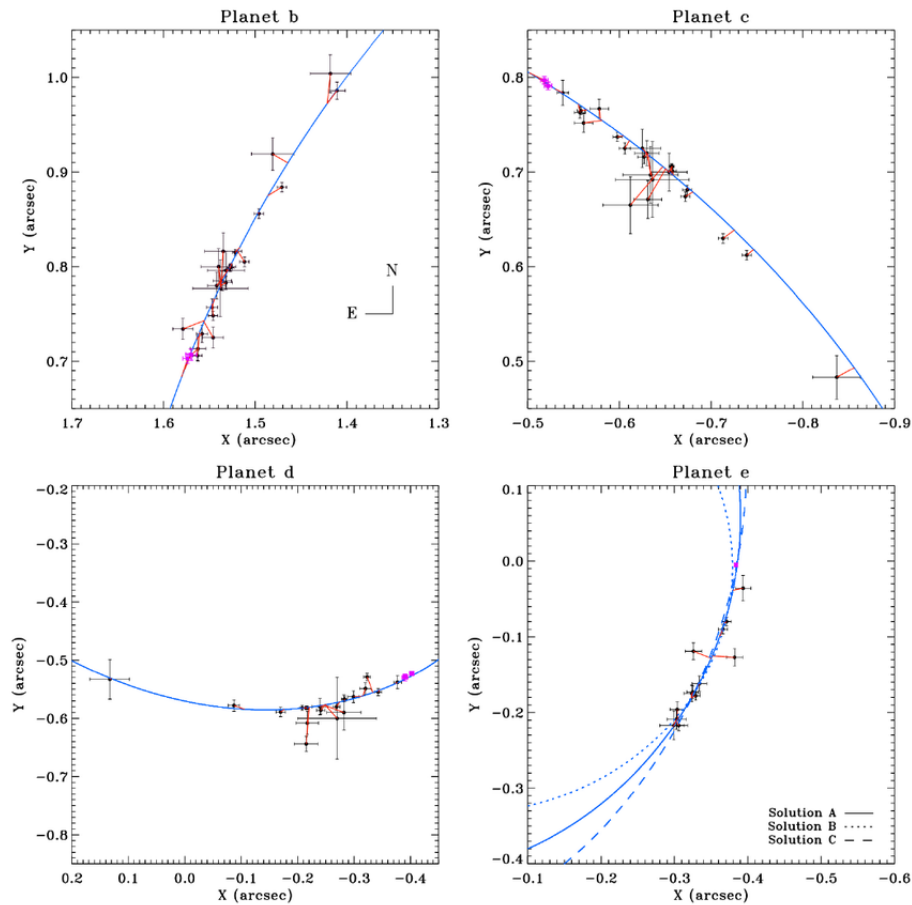 Planet b
1.0
0.9
0.8
0.7
Y (arcsec)
N
E
1.7 1.6 1.5 1.4 1.3
X (arcsec)
Planet c
0.8
0.7
0.6
0.5
Y (arcsec)
-0.5 -0.6 -0.7 -0.8 -0.9
X (arcsec)
Planet d
-0.2
-0.3
-0.4
-0.5
-0.6
-0.7
-0.8
Y (arcsec)
0.2 0.1 0.0 -0.1 -0.2 -0.3 -0.4
X (arcsec)
Planet e
0.1
0.0
-0.1
-0.2
-0.3
-0.4
Y (arcsec)
Solution A
Solution B
Solution C
-0.1 -0.2 -0.3 -0.4 -0.5 -0.6
X (arcsec)